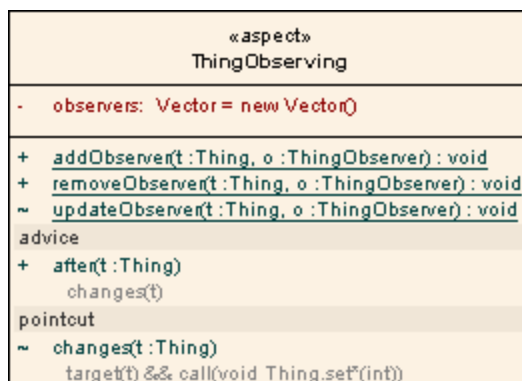 «aspect»
ThingObserving
- observers: Vector = new Vector()
+ addObserver(t :Thing, o :ThingObserver) : void
+ removeObserver(t :Thing, o :ThingObserver) : void
~ updateObserver(t :Thing, o :ThingObserver) : void
advice
+ after(t :Thing)
changes(t)
pointcut
~ changes(t :Thing)
target(t) && call(void Thing.set*(int))